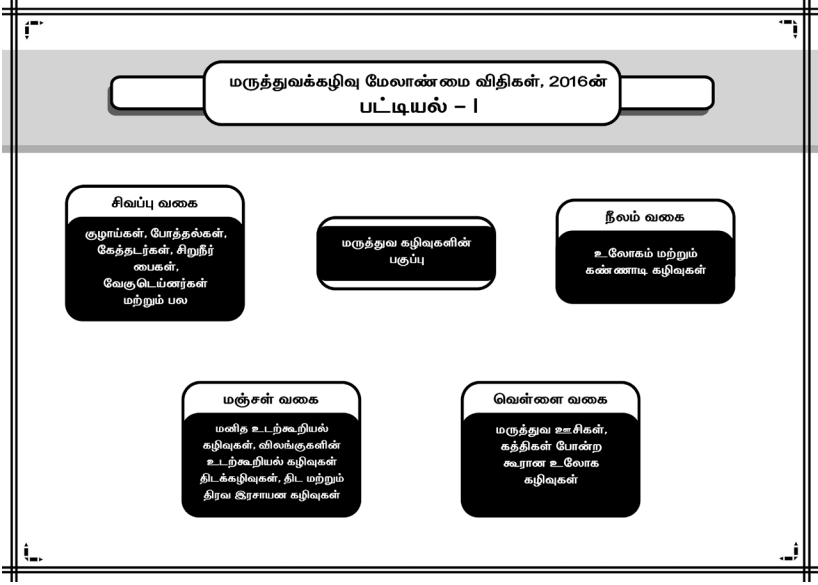 மருத்துவக்கழிவு மேலாண்மை விதிகள், 2016ன்
பட்டியல் – I
சிவப்பு வகை
குழாய்கள், போத்தல்கள்,
கேத்தடர்கள், சிறுநீர்
பைகள்,
வேகுடெய்னர்கள்
மற்றும் பல
மருத்துவ கழிவுகளின்
பகுப்பு
நீலம் வகை
உலோகம் மற்றும்
கண்ணாடி கழிவுகள்
மஞ்சள் வகை
மனித உடற்கூறியல்
கழிவுகள், விலங்குகளின்
உடற்கூறியல் கழிவுகள்
திடக்கழிவுகள், திட மற்றும்
திரவ இரசாயன கழிவுகள்
வெள்ளை வகை
மருத்துவ ஊசிகள்,
கத்திகள் போன்ற
கூரான உலோக
கழிவுகள்